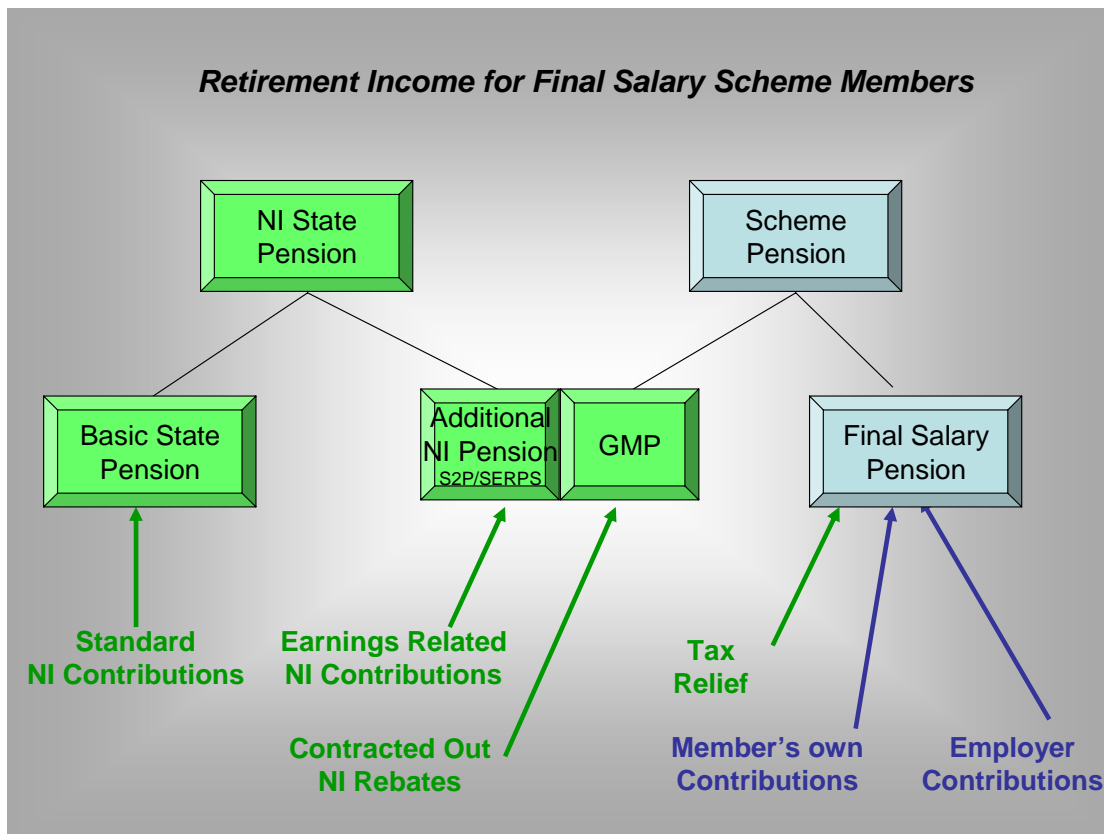 Retirement Income for Final Salary Scheme Members
NI State
Pension
Scheme
Pension
Basic State
Pension
Additional
NI Pension
S2P/SERPS
GMP
Final Salary
Pension
Standard
NI Contributions
Earnings Related
NI Contributions
Tax
Relief
Contracted Out
NI Rebates
Member's own
Contributions
Employer
Contributions